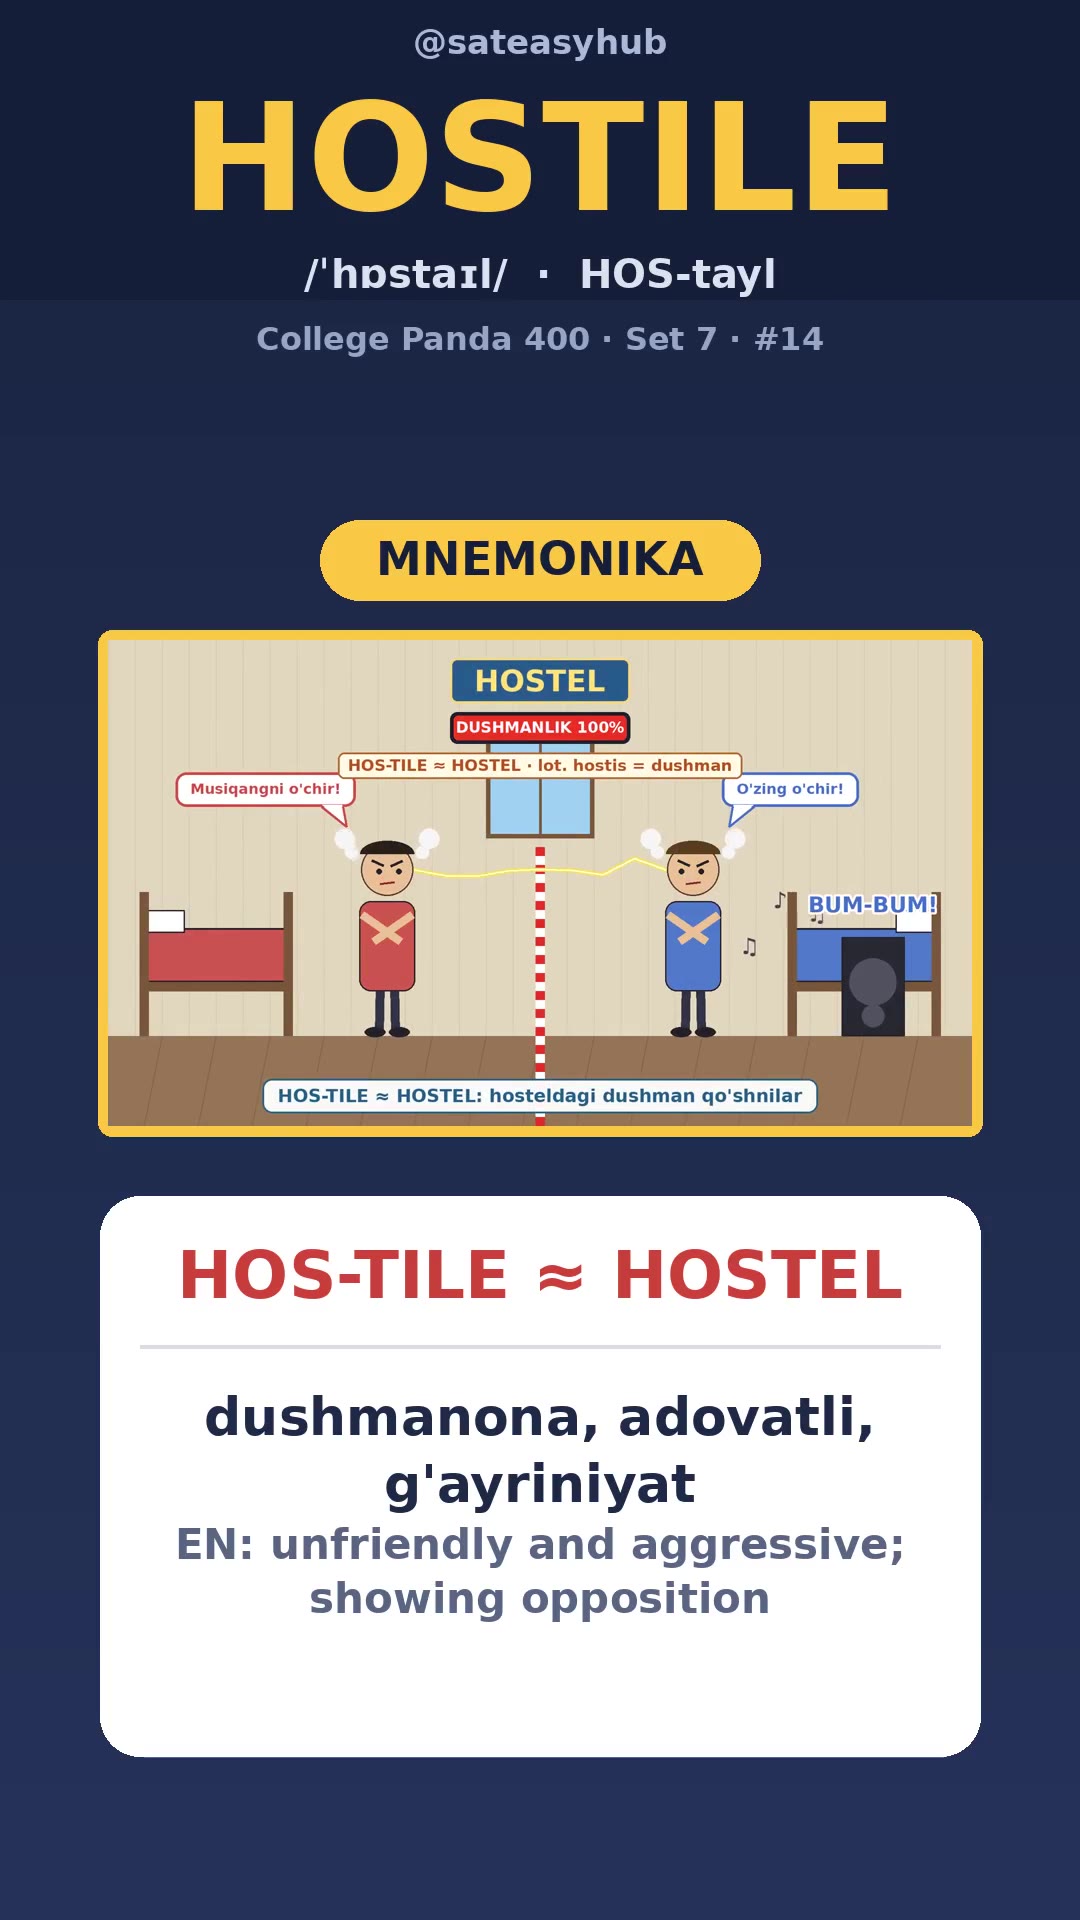 @sateasyhub
HOSTILE
/ˈhɒstaɪl/ · HOS-tayl
College Panda 400 · Set 7 · #14
MNEMONIKA
HOSTEL
DUSHMANLIK 100%
HOS-TILE ≈ HOSTEL · lot. hostis = dushman
Musiqangni o'chir!
O'zing o'chir!
♪ ♫ BUM-BUM!
♫
HOS-TILE ≈ HOSTEL: hosteldagi dushman qo'shnilar
HOS-TILE ≈ HOSTEL
dushmanona, adovatli,
g'ayriniyat
EN: unfriendly and aggressive;
showing opposition